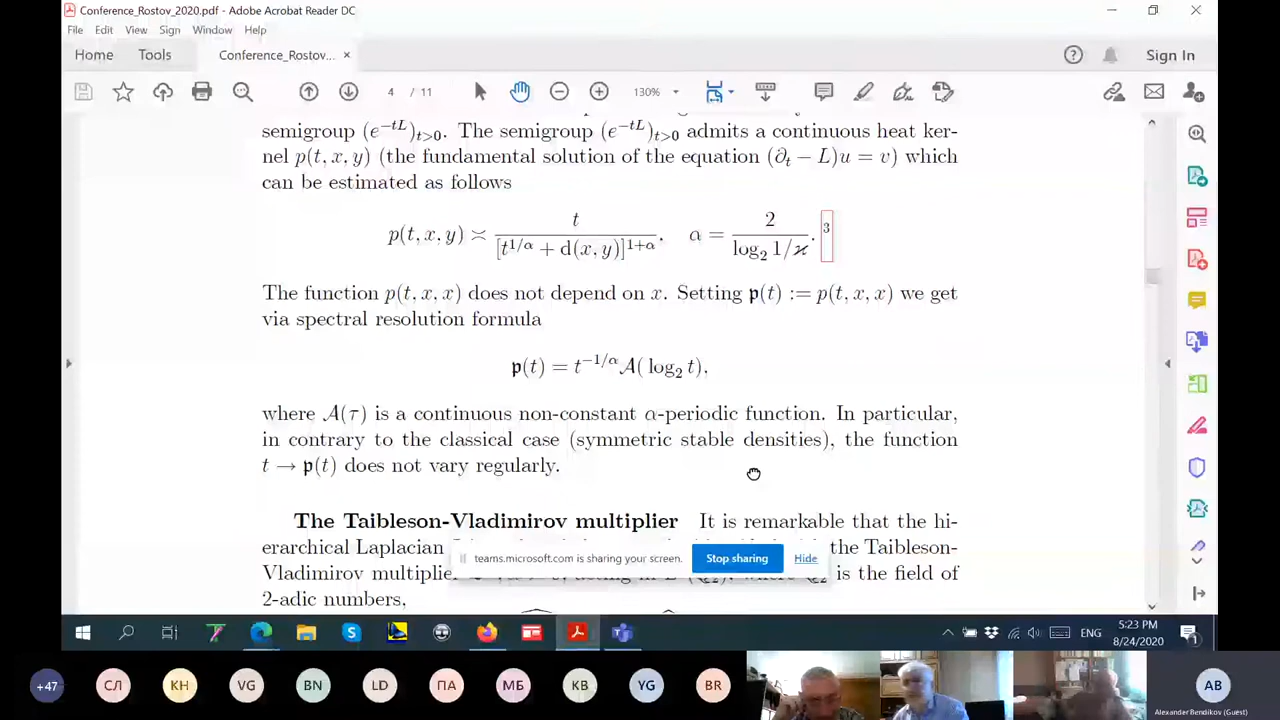 Conference_Rostov_2020.pdf - Adobe Acrobat Reader DC
File Edit View Sign Window Help
Home Tools Conference_Rostov... × Sign In
4 / 11 130%
semigroup (e^{-tL})_{t>0}. The semigroup (e^{-tL})_{t>0} admits a continuous heat ker-
nel p(t, x, y) (the fundamental solution of the equation (∂_t − L)u = v) which
can be estimated as follows
p(t, x, y) ≍ t / [t^{1/α} + d(x, y)]^{1+α}. α = 2 / log_2 1/ϰ. 3
The function p(t, x, x) does not depend on x. Setting 𝔭(t) := p(t, x, x) we get
via spectral resolution formula
𝔭(t) = t^{-1/α} 𝒜( log_2 t),
where 𝒜(τ) is a continuous non-constant α-periodic function. In particular,
in contrary to the classical case (symmetric stable densities), the function
t → 𝔭(t) does not vary regularly.
The Taibleson-Vladimirov multiplier It is remarkable that the hi-
erarchical Laplacian the Taibleson-
teams.microsoft.com is sharing your screen. Stop sharing Hide
Vladimirov multiplier is the field of
2-adic numbers,
ENG
5:23 PM
8/24/2020
1
+47 СЛ КН VG BN LD ПА МБ КВ YG BR AB
Alexander Bendikov (Guest)